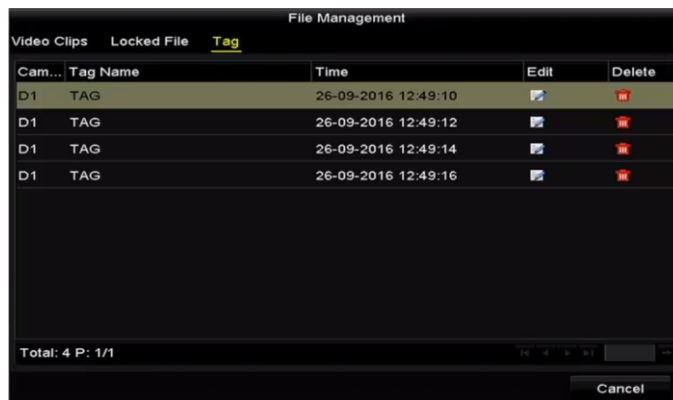 File Management
Video Clips Locked File Tag
Cam... Tag Name Time Edit Delete
D1 TAG 26-09-2016 12:49:10
D1 TAG 26-09-2016 12:49:12
D1 TAG 26-09-2016 12:49:14
D1 TAG 26-09-2016 12:49:16
Total: 4 P: 1/1
Cancel